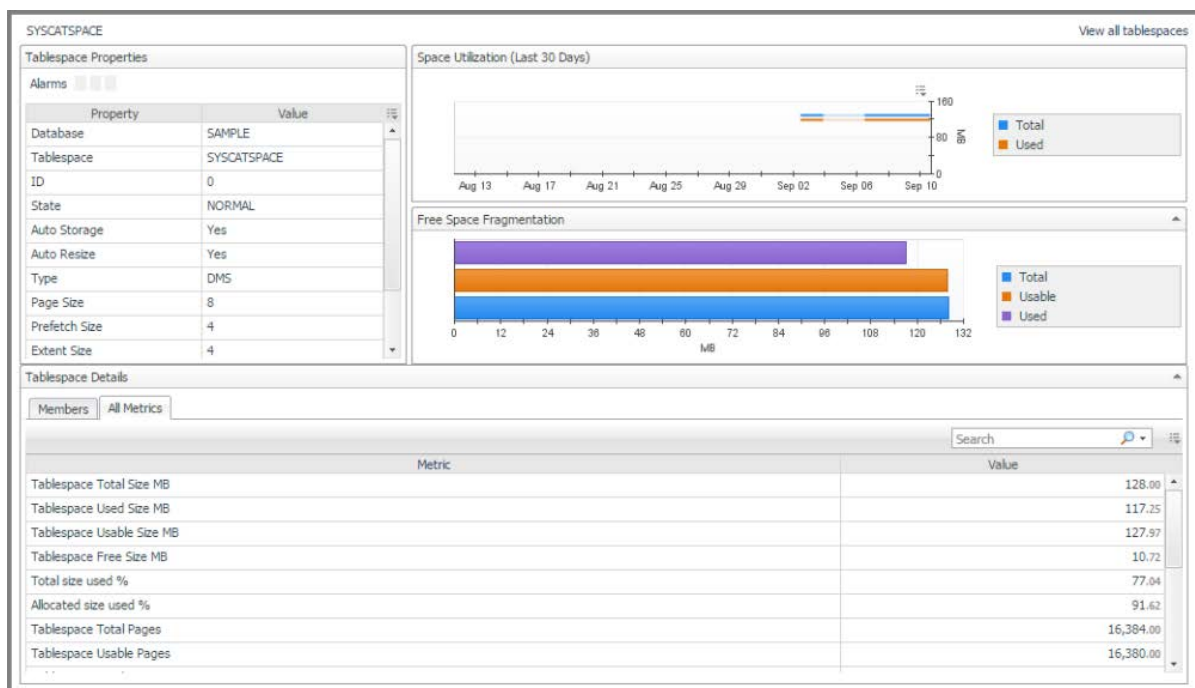 SYSCATSPACE View all tablespaces
Tablespace Properties
Alarms
Property Value
Database SAMPLE
Tablespace SYSCATSPACE
ID 0
State NORMAL
Auto Storage Yes
Auto Resize Yes
Type DMS
Page Size 8
Prefetch Size 4
Extent Size 4
Space Utilization (Last 30 Days)
160
80
0
MB
Aug 13 Aug 17 Aug 21 Aug 25 Aug 29 Sep 02 Sep 06 Sep 10
Total
Used
Free Space Fragmentation
0 12 24 36 48 60 72 84 96 108 120 132
MB
Total
Usable
Used
Tablespace Details
Members All Metrics
Search
Metric Value
Tablespace Total Size MB 128.00
Tablespace Used Size MB 117.25
Tablespace Usable Size MB 127.97
Tablespace Free Size MB 10.72
Total size used % 77.04
Allocated size used % 91.62
Tablespace Total Pages 16,384.00
Tablespace Usable Pages 16,380.00